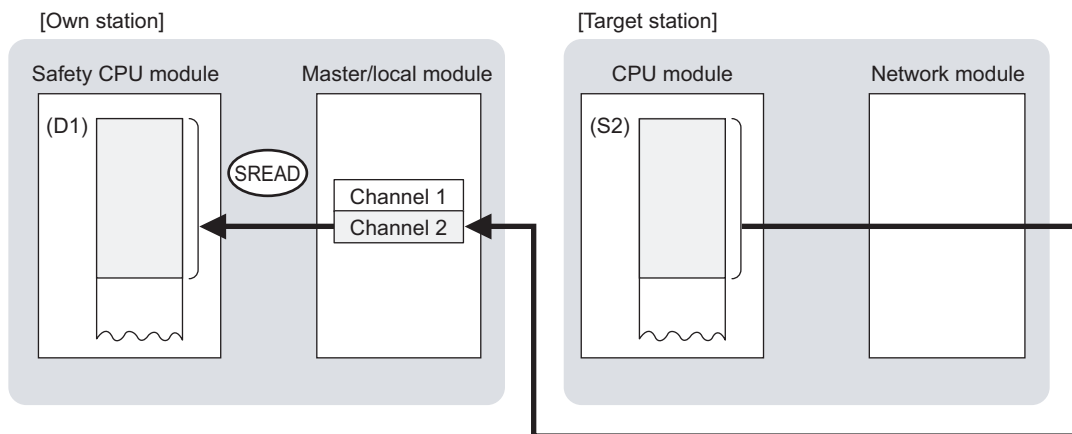 [Own station]
[Target station]
Safety CPU module
Master/local module
CPU module
Network module
(D1)
SREAD
Channel 1
Channel 2
(S2)